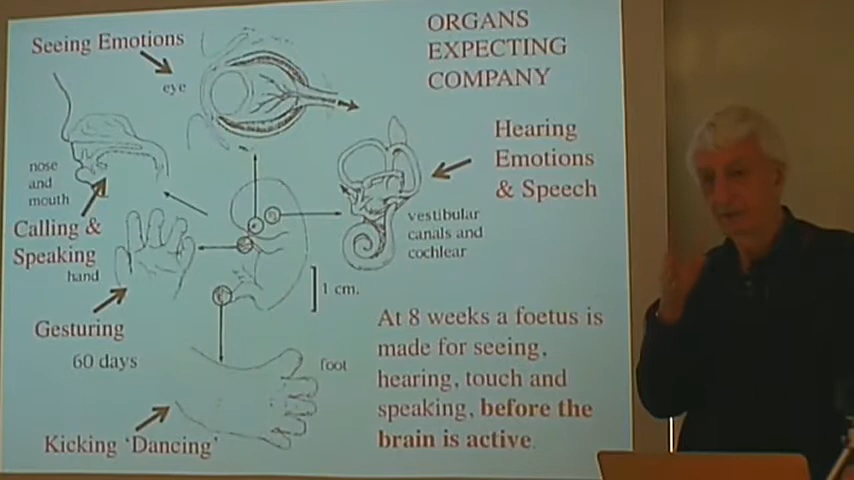 ORGANS
EXPECTING
COMPANY
Seeing Emotions
eye
Hearing
Emotions
& Speech
nose
and
mouth
Calling &
Speaking
hand
vestibular
canals and
cochlear
1 cm.
Gesturing
60 days
foot
Kicking 'Dancing'
At 8 weeks a foetus is
made for seeing,
hearing, touch and
speaking, before the
brain is active.